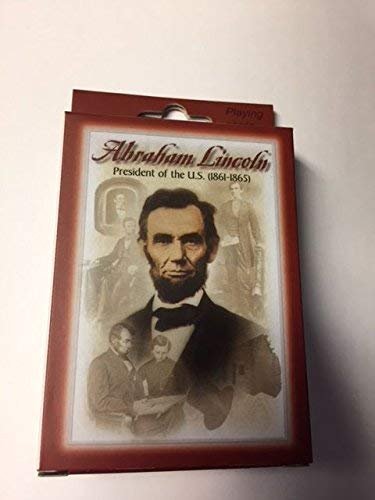 Playing
Abraham Lincoln
President of the U.S. (1861-1865)